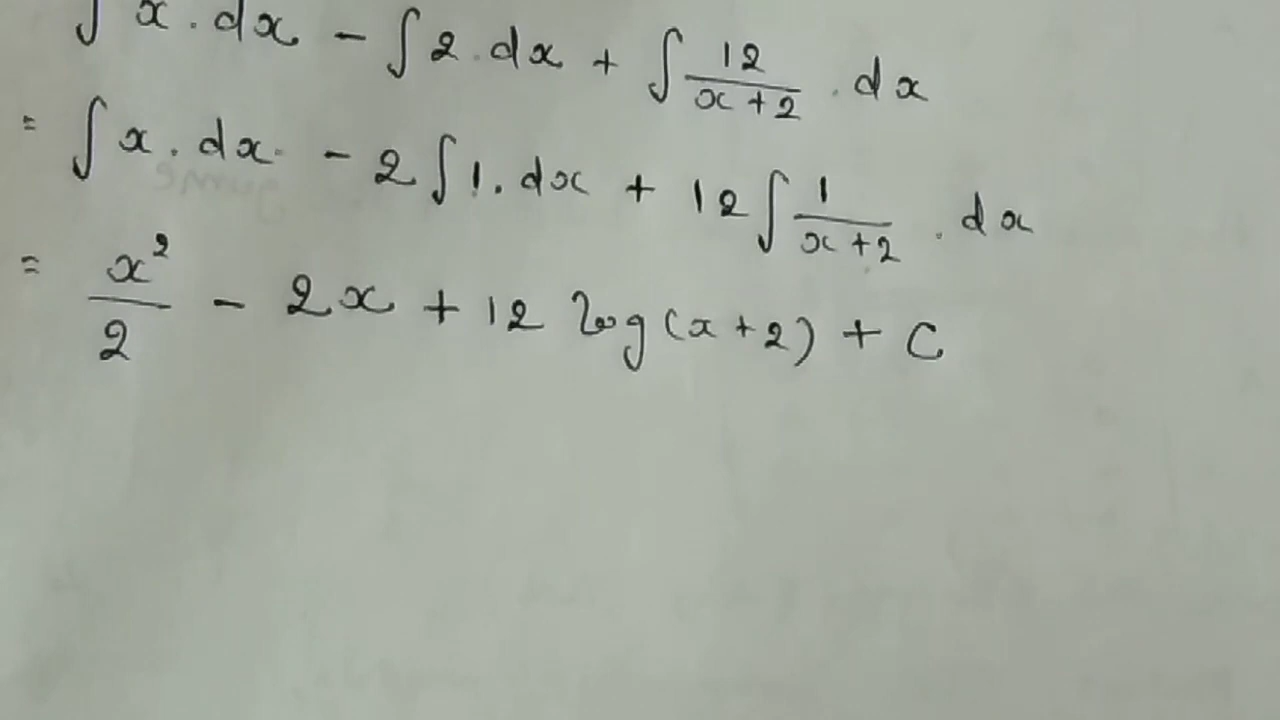 ∫ x . dx - ∫ 2 . dx + ∫ 12/(x+2) . dx
= ∫ x . dx - 2 ∫ 1 . dx + 12 ∫ 1/(x+2) . dx
= x²/2 - 2x + 12 log(x+2) + C